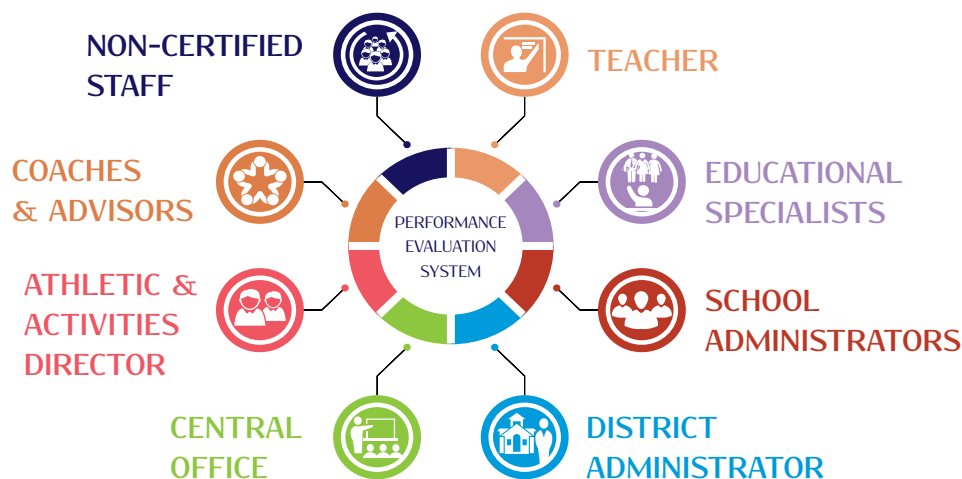 NON-CERTIFIED
STAFF
TEACHER
COACHES
& ADVISORS
EDUCATIONAL
SPECIALISTS
PERFORMANCE
EVALUATION
SYSTEM
ATHLETIC &
ACTIVITIES
DIRECTOR
SCHOOL
ADMINISTRATORS
CENTRAL
OFFICE
DISTRICT
ADMINISTRATOR